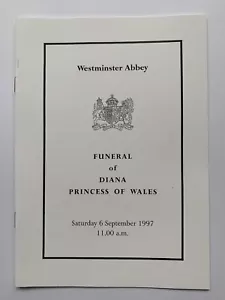 Westminster Abbey
FUNERAL
of
DIANA
PRINCESS OF WALES
Saturday 6 September 1997
11.00 a.m.